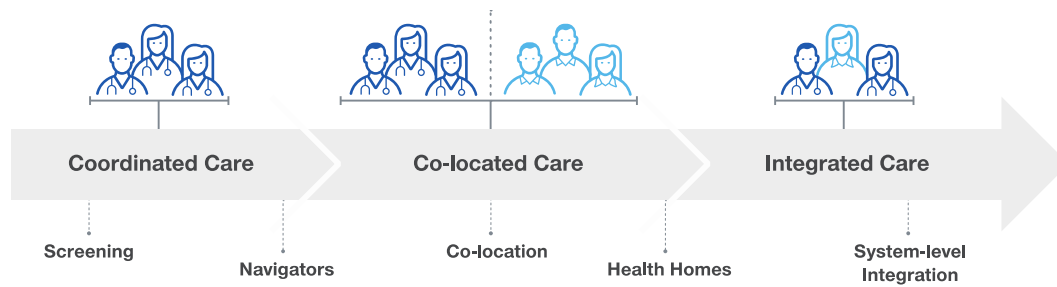 Coordinated Care
Co-located Care
Integrated Care
Screening
Navigators
Co-location
Health Homes
System-level
Integration